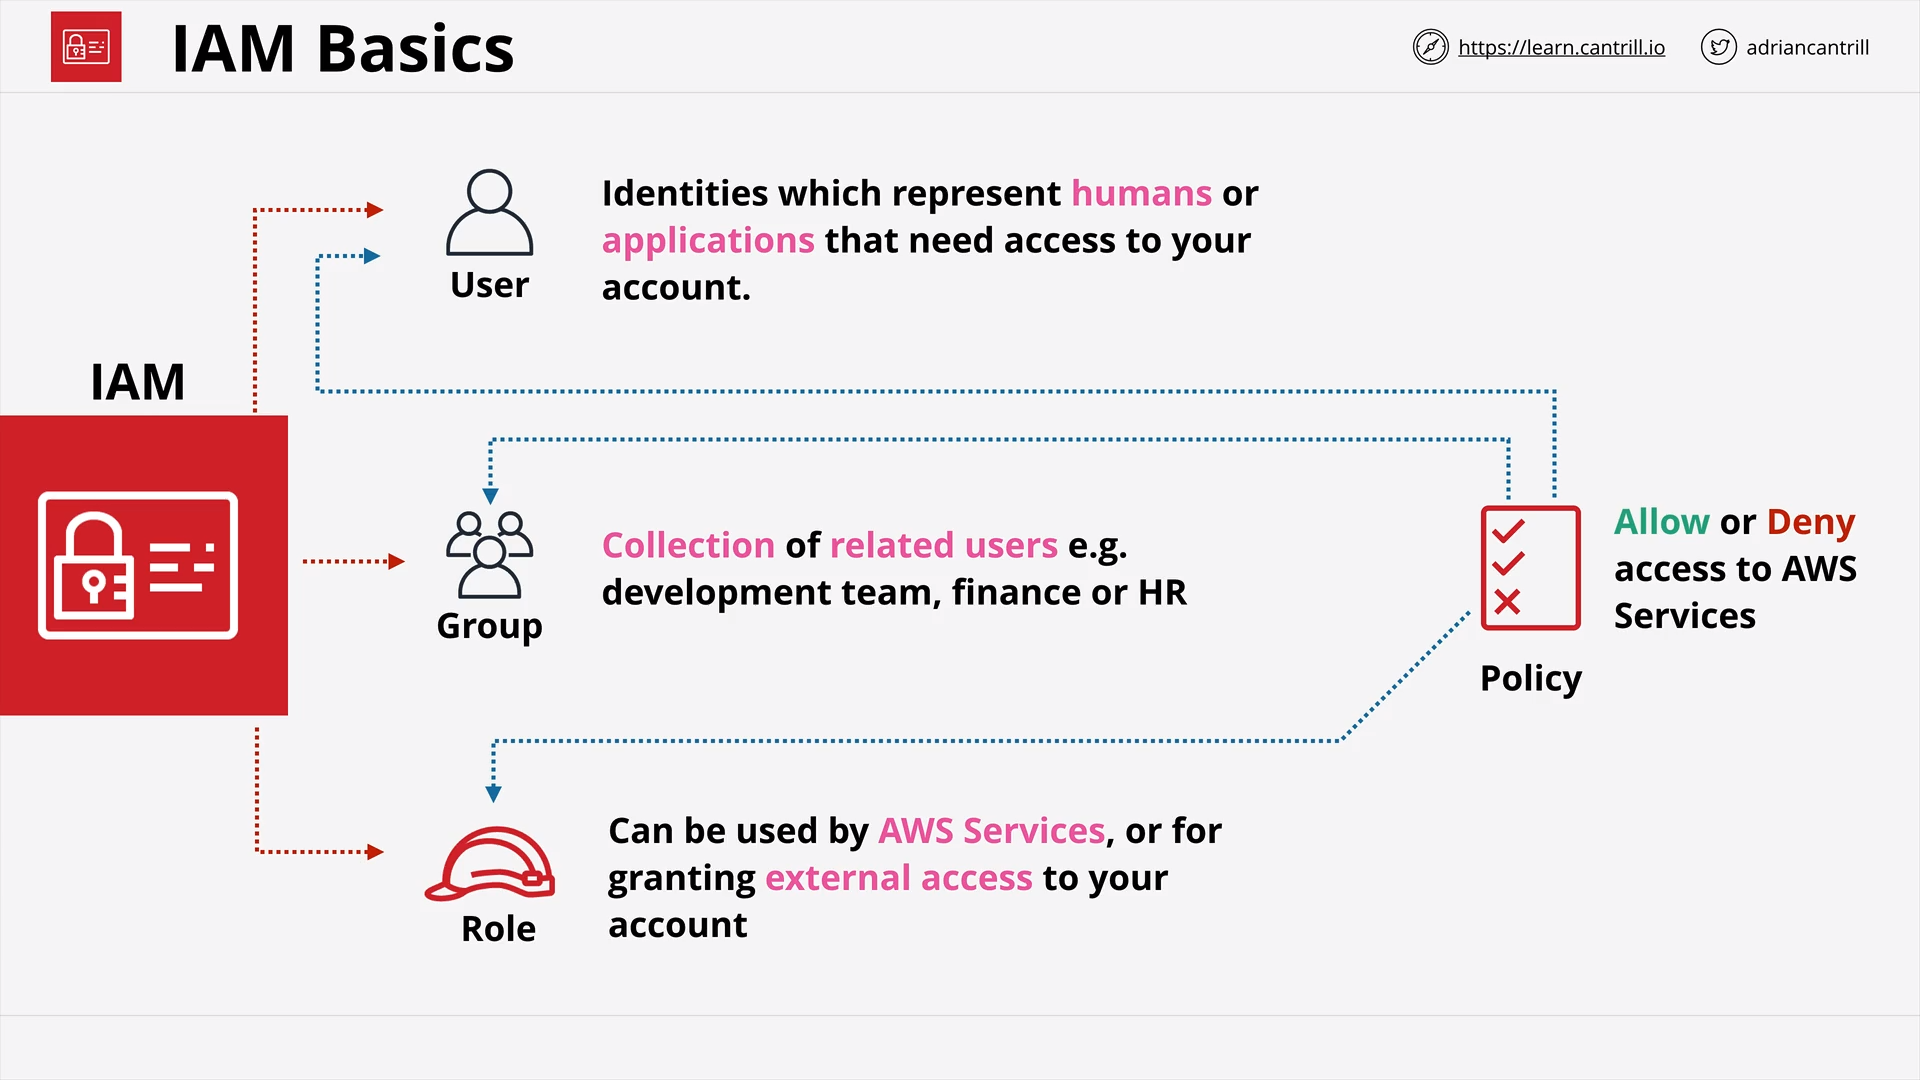 IAM Basics
https://learn.cantrill.io
adriancantrill
Identities which represent humans or
applications that need access to your
account.
User
IAM
Collection of related users e.g.
development team, finance or HR
Group
Allow or Deny
access to AWS
Services
Policy
Can be used by AWS Services, or for
granting external access to your
account
Role